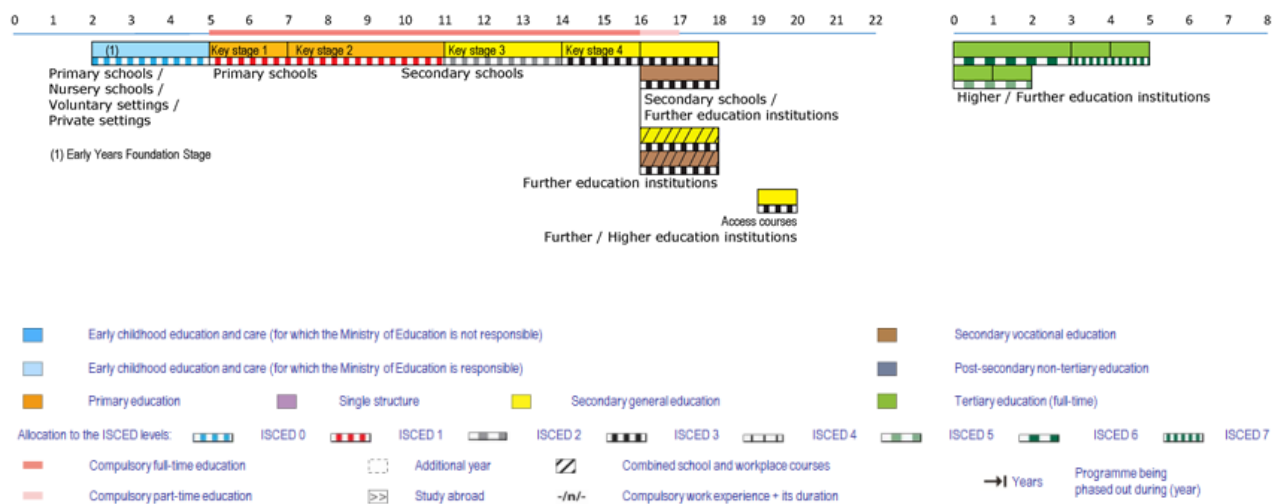 0 1 2 3 4 5 6 7 8 9 10 11 12 13 14 15 16 17 18 19 20 21 22 0 1 2 3 4 5 6 7 8
(1) Key stage 1 Key stage 2 Key stage 3 Key stage 4
Primary schools /
Nursery schools /
Voluntary settings /
Private settings
Primary schools
Secondary schools
Secondary schools /
Further education institutions
Higher / Further education institutions
(1) Early Years Foundation Stage
Further education institutions
Access courses
Further / Higher education institutions
Early childhood education and care (for which the Ministry of Education is not responsible)
Secondary vocational education
Early childhood education and care (for which the Ministry of Education is responsible)
Post-secondary non-tertiary education
Primary education
Single structure
Secondary general education
Tertiary education (full-time)
Allocation to the ISCED levels: ISCED 0 ISCED 1 ISCED 2 ISCED 3 ISCED 4 ISCED 5 ISCED 6 ISCED 7
Compulsory full-time education
Additional year
Combined school and workplace courses
Years
Programme being
phased out during (year)
Compulsory part-time education
>> Study abroad
-/n/- Compulsory work experience + its duration